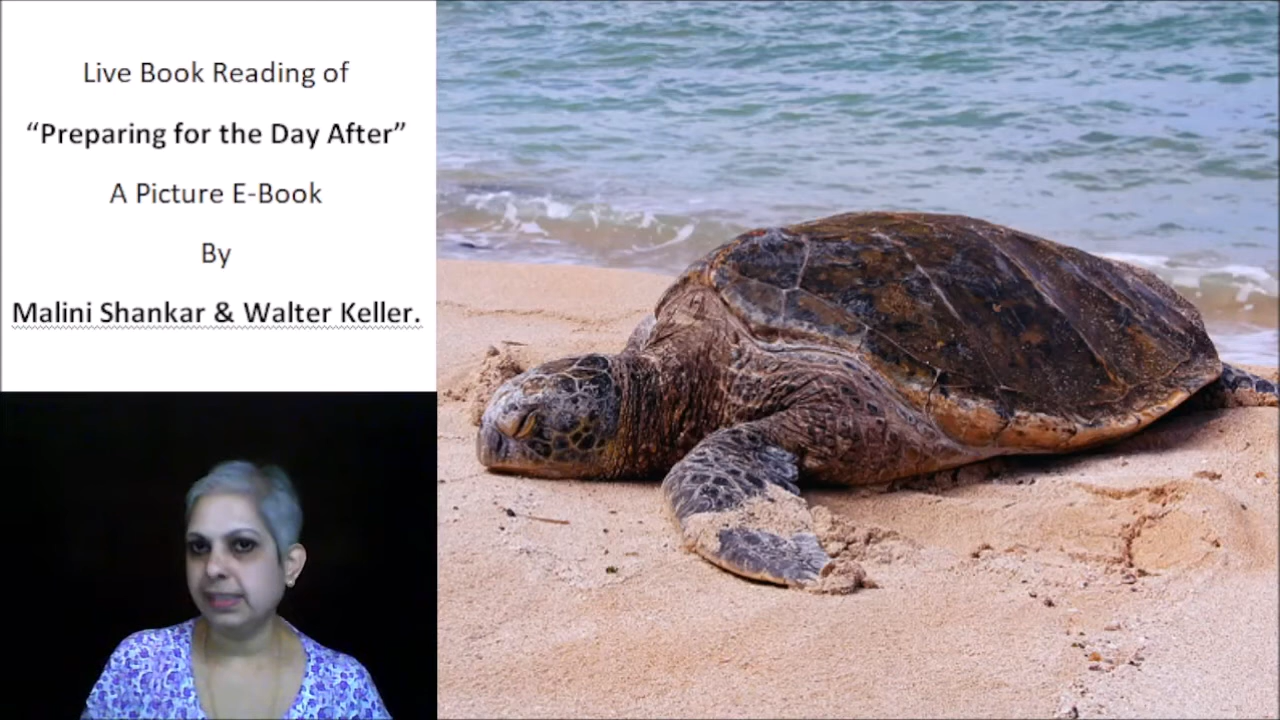 Live Book Reading of
“Preparing for the Day After”
A Picture E-Book
By
Malini Shankar & Walter Keller.